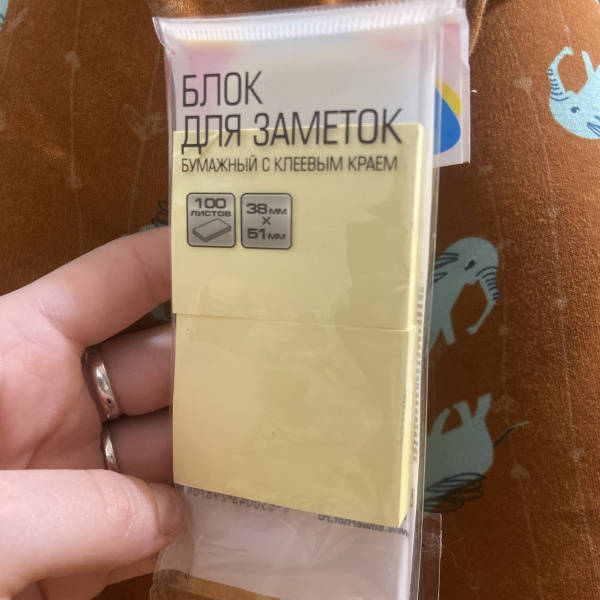 БЛОК
ДЛЯ ЗАМЕТОК
БУМАЖНЫЙ С КЛЕЕВЫМ КРАЕМ
100
ЛИСТОВ
38 ММ
X
51 ММ